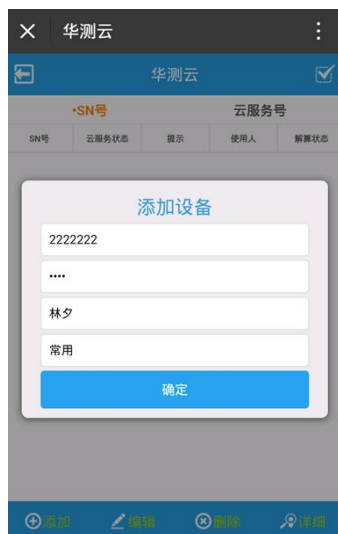 华测云
华测云
•SN号 云服务号
SN号 云服务状态 提示 使用人 解算状态
添加设备
2222222
••••
林夕
常用
确定
添加 编辑 删除 详细